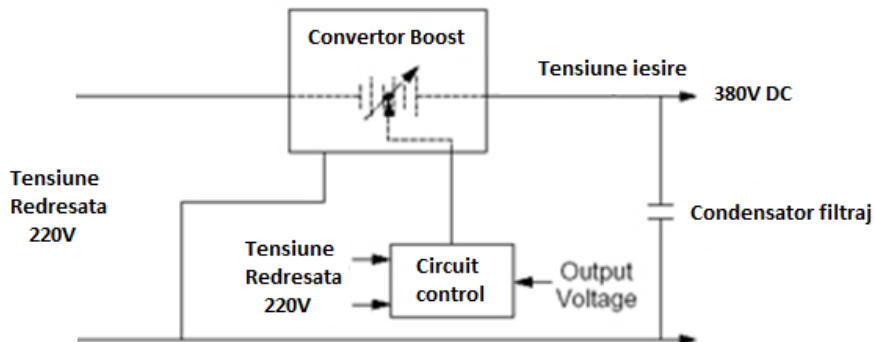 Convertor Boost
Tensiune iesire
380V DC
Tensiune
Redresata
220V
Condensator filtraj
Tensiune
Redresata
220V
Circuit
control
Output
Voltage